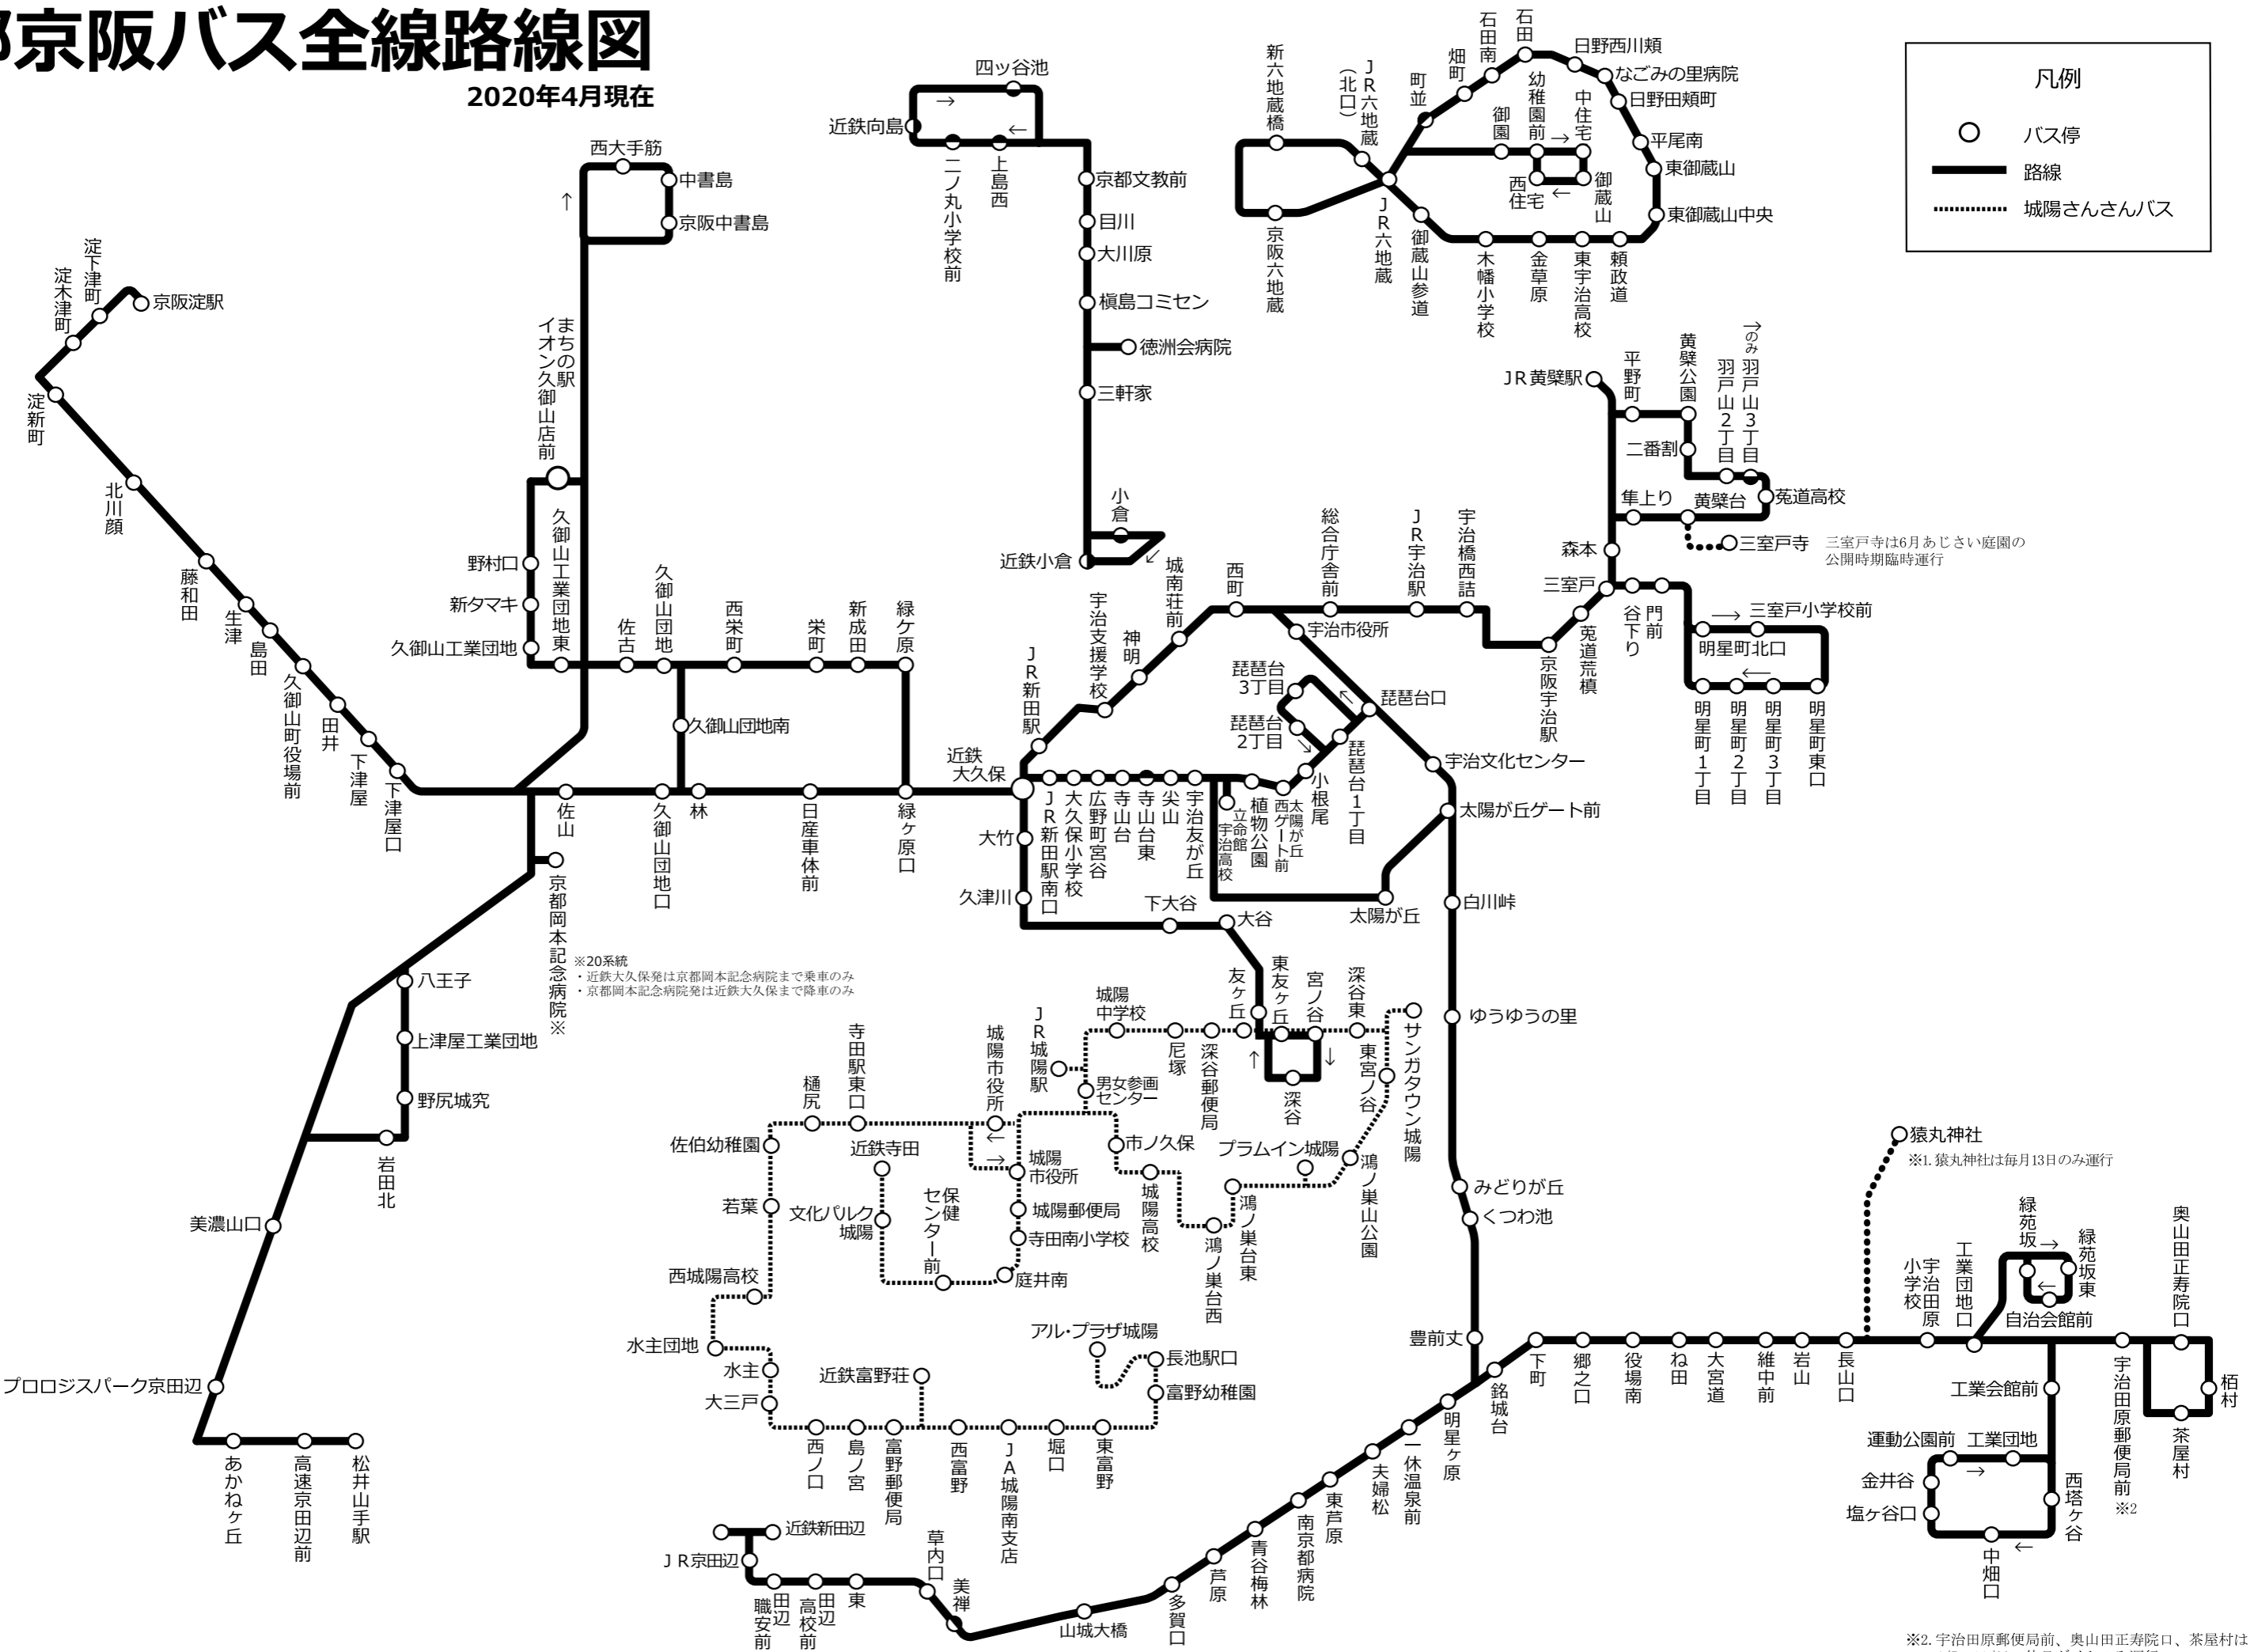 都京阪バス全線路線図
2020年4月現在
凡例
バス停
路線
城陽さんさんバス
四ッ谷池
近鉄向島
二ノ丸小学校前
上島西
京都文教前
目川
大川原
槇島コミセン
徳洲会病院
三軒家
小倉
近鉄小倉
西大手筋
中書島
京阪中書島
まちの駅
イオン久御山店前
野村口
新タマキ
久御山工業団地
久御山工業団地東
佐古
久御山団地
西栄町
栄町
新成田
緑ケ原
久御山団地南
京阪淀駅
淀下津町
淀木津町
淀新町
北川顔
藤和田
生津
島田
久御山町役場前
田井
下津屋
下津屋口
佐山
久御山団地口
林
日産車体前
緑ヶ原口
近鉄
大久保
京都岡本記念病院※
※20系統
・近鉄大久保発は京都岡本記念病院まで乗車のみ
・京都岡本記念病院発は近鉄大久保まで降車のみ
八王子
上津屋工業団地
野尻城究
岩田北
美濃山口
プロロジスパーク京田辺
あかねヶ丘
高速京田辺前
松井山手駅
新六地蔵橋
JR六地蔵
（北口）
京阪六地蔵
JR六地蔵
町並
畑町
石田南
石田
日野西川頬
なごみの里病院
日野田頬町
平尾南
東御蔵山
東御蔵山中央
御園
幼稚園前
中住宅
西住宅
御蔵山
御蔵山参道
木幡小学校
金草原
東宇治高校
頼政道
JR黄檗駅
平野町
黄檗公園
二番割
羽戸山2丁目
→のみ 羽戸山3丁目
菟道高校
黄檗台
隼上り
三室戸寺
三室戸寺は6月あじさい庭園の
公開時期臨時運行
森本
三室戸
谷下り
門前
三室戸小学校前
明星町北口
明星町1丁目
明星町2丁目
明星町3丁目
明星町東口
菟道荒槙
京阪宇治駅
宇治橋西詰
JR宇治駅
総合庁舎前
西町
城南荘前
神明
宇治支援学校
JR新田駅
宇治市役所
琵琶台口
琵琶台
3丁目
琵琶台
2丁目
琵琶台1丁目
小根尾
太陽が丘
西ゲート前
植物公園
立命館
宇治高校
宇治友が丘
尖山
寺山台東
寺山台
広野町宮谷
大久保小学校
JR新田駅南口
宇治文化センター
太陽が丘ゲート前
太陽が丘
白川峠
ゆうゆうの里
みどりが丘
くつわ池
豊前丈
大竹
久津川
下大谷
大谷
友ヶ丘
東友ヶ丘
宮ノ谷
深谷
深谷東
東宮ノ谷
サンガタウン城陽
深谷郵便局
尼塚
城陽
中学校
JR城陽駅
男女参画
センター
市ノ久保
城陽高校
鴻ノ巣台西
鴻ノ巣台東
プラムイン城陽
鴻ノ巣山公園
城陽市役所
城陽
市役所
城陽郵便局
寺田南小学校
庭井南
保健
センター前
文化パルク
城陽
近鉄寺田
寺田駅東口
樋尻
佐伯幼稚園
若葉
西城陽高校
水主団地
水主
大三戸
西ノ口
島ノ宮
富野郵便局
近鉄富野荘
西富野
JA城陽南支店
堀口
東富野
富野幼稚園
長池駅口
アル・プラザ城陽
近鉄新田辺
JR京田辺
田辺
職安前
田辺
高校前
東
草内口
美禅
山城大橋
多賀口
芦原
青谷梅林
南京都病院
東芦原
夫婦松
一休温泉前
明星ヶ原
銘城台
下町
郷之口
役場南
ね田
大宮道
維中前
岩山
長山口
猿丸神社
※1. 猿丸神社は毎月13日のみ運行
宇治田原
小学校
工業団地口
緑苑坂
緑苑坂東
自治会館前
工業会館前
工業団地
運動公園前
金井谷
塩ヶ谷口
中畑口
西塔ヶ谷
宇治田原郵便局前
※2
奥山田正寿院口
栢村
茶屋村
※2. 宇治田原郵便局前、奥山田正寿院口、茶屋村は